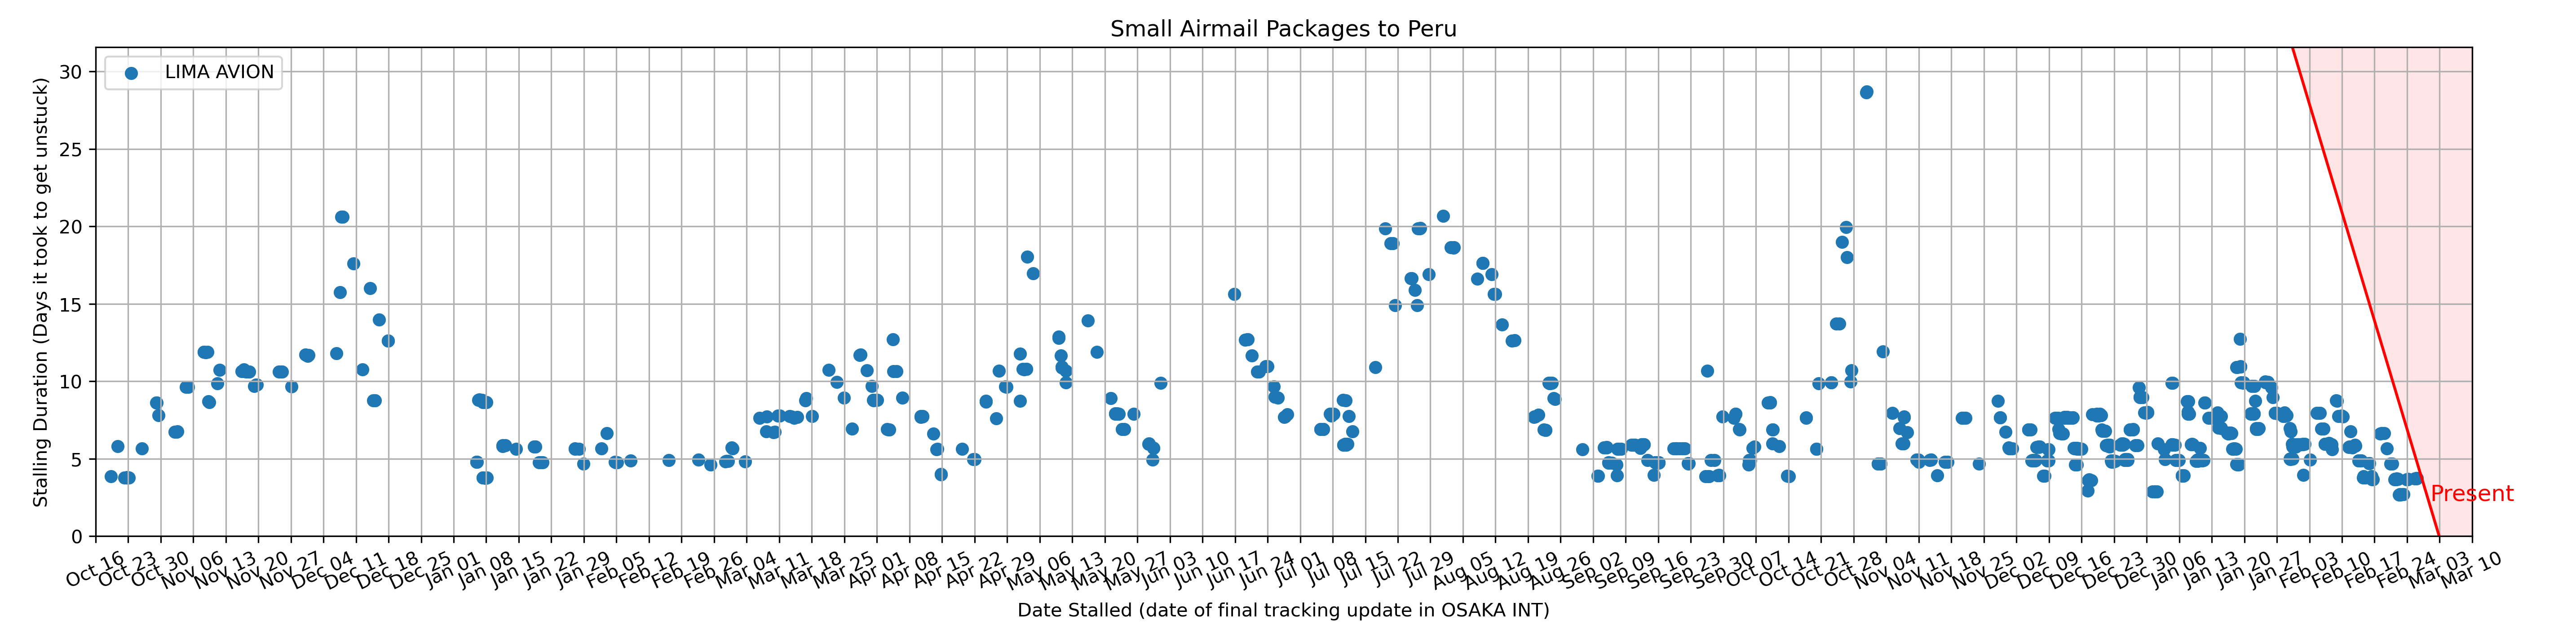 Small Airmail Packages to Peru
LIMA AVION
Stalling Duration (Days it took to get unstuck)
30
25
20
15
10
5
0
Present
Oct 16
Oct 23
Oct 30
Nov 06
Nov 13
Nov 20
Nov 27
Dec 04
Dec 11
Dec 18
Dec 25
Jan 01
Jan 08
Jan 15
Jan 22
Jan 29
Feb 05
Feb 12
Feb 19
Feb 26
Mar 04
Mar 11
Mar 18
Mar 25
Apr 01
Apr 08
Apr 15
Apr 22
Apr 29
May 06
May 13
May 20
May 27
Jun 03
Jun 10
Jun 17
Jun 24
Jul 01
Jul 08
Jul 15
Jul 22
Jul 29
Aug 05
Aug 12
Aug 19
Aug 26
Sep 02
Sep 09
Sep 16
Sep 23
Sep 30
Oct 07
Oct 14
Oct 21
Oct 28
Nov 04
Nov 11
Nov 18
Nov 25
Dec 02
Dec 09
Dec 16
Dec 23
Dec 30
Jan 06
Jan 13
Jan 20
Jan 27
Feb 03
Feb 10
Feb 17
Feb 24
Mar 03
Mar 10
Date Stalled (date of final tracking update in OSAKA INT)